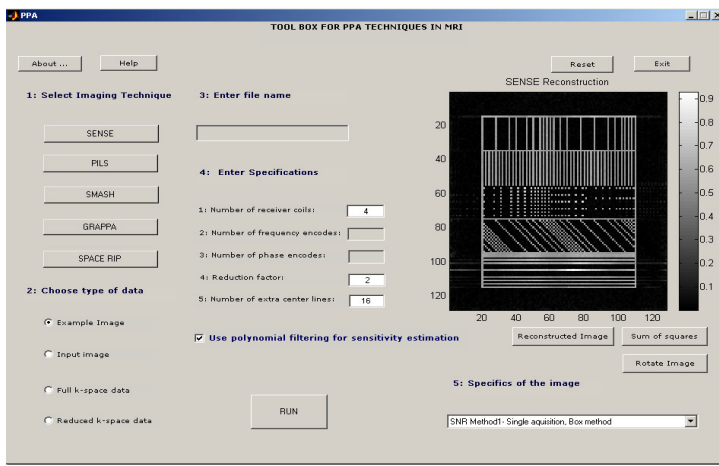 PPA
TOOL BOX FOR PPA TECHNIQUES IN MRI
About ...
Help
Reset
Exit
1: Select Imaging Technique
SENSE
PILS
SMASH
GRAPPA
SPACE RIP
2: Choose type of data
Example Image
Input image
Full k-space data
Reduced k-space data
3: Enter file name
4: Enter Specifications
1: Number of receiver coils: 4
2: Number of frequency encodes:
3: Number of phase encodes:
4: Reduction factor: 2
5: Number of extra center lines: 16
Use polynomial filtering for sensitivity estimation
RUN
SENSE Reconstruction
20
40
60
80
100
120
20 40 60 80 100 120
0.9
0.8
0.7
0.6
0.5
0.4
0.3
0.2
0.1
Reconstructed Image
Sum of squares
Rotate Image
5: Specifics of the image
SNR Method1- Single aquisition, Box method